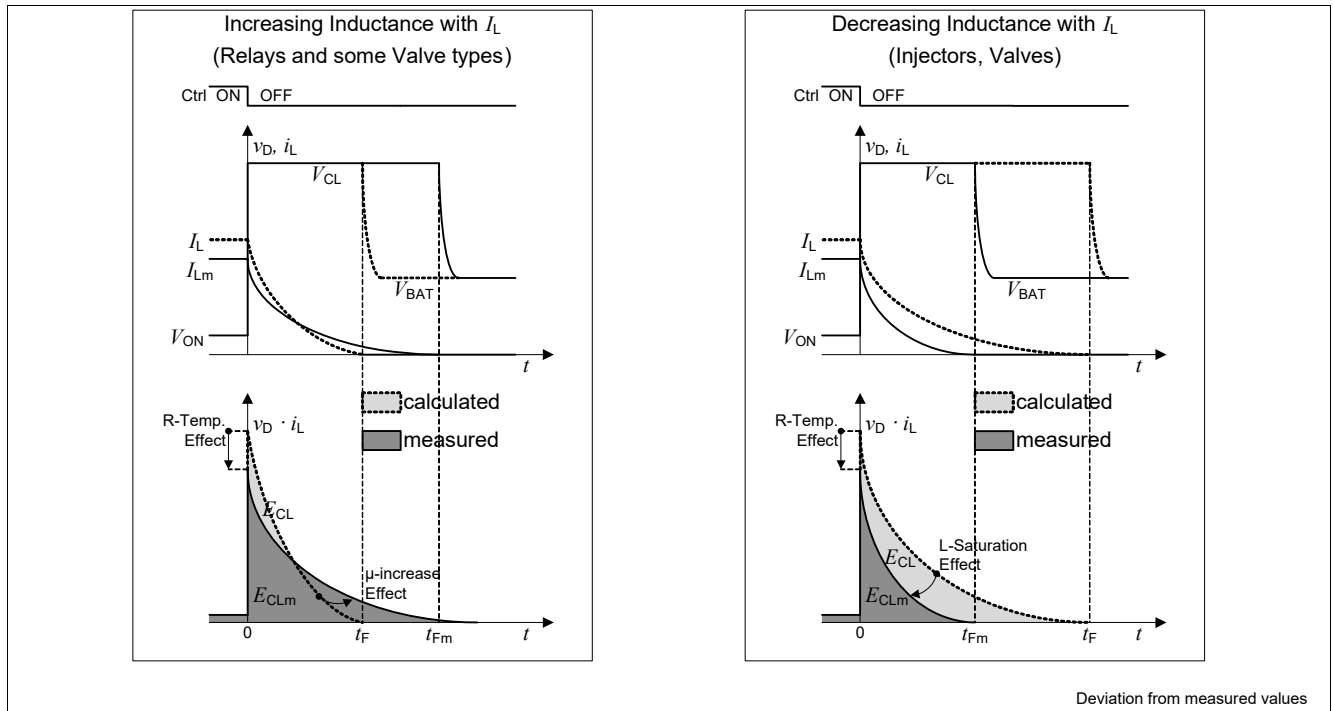 Increasing Inductance with IL
(Relays and some Valve types)
Ctrl ON OFF
vD, iL
VCL
IL
ILm
VBAT
VON
t
calculated
measured
R-Temp.
Effect
vD · iL
ECL
µ-increase
Effect
ECLm
0
tF
tFm
t
Decreasing Inductance with IL
(Injectors, Valves)
Ctrl ON OFF
vD, iL
VCL
IL
ILm
VBAT
VON
t
calculated
measured
R-Temp.
Effect
vD · iL
L-Saturation
Effect
ECL
ECLm
0
tFm
tF
t
Deviation from measured values